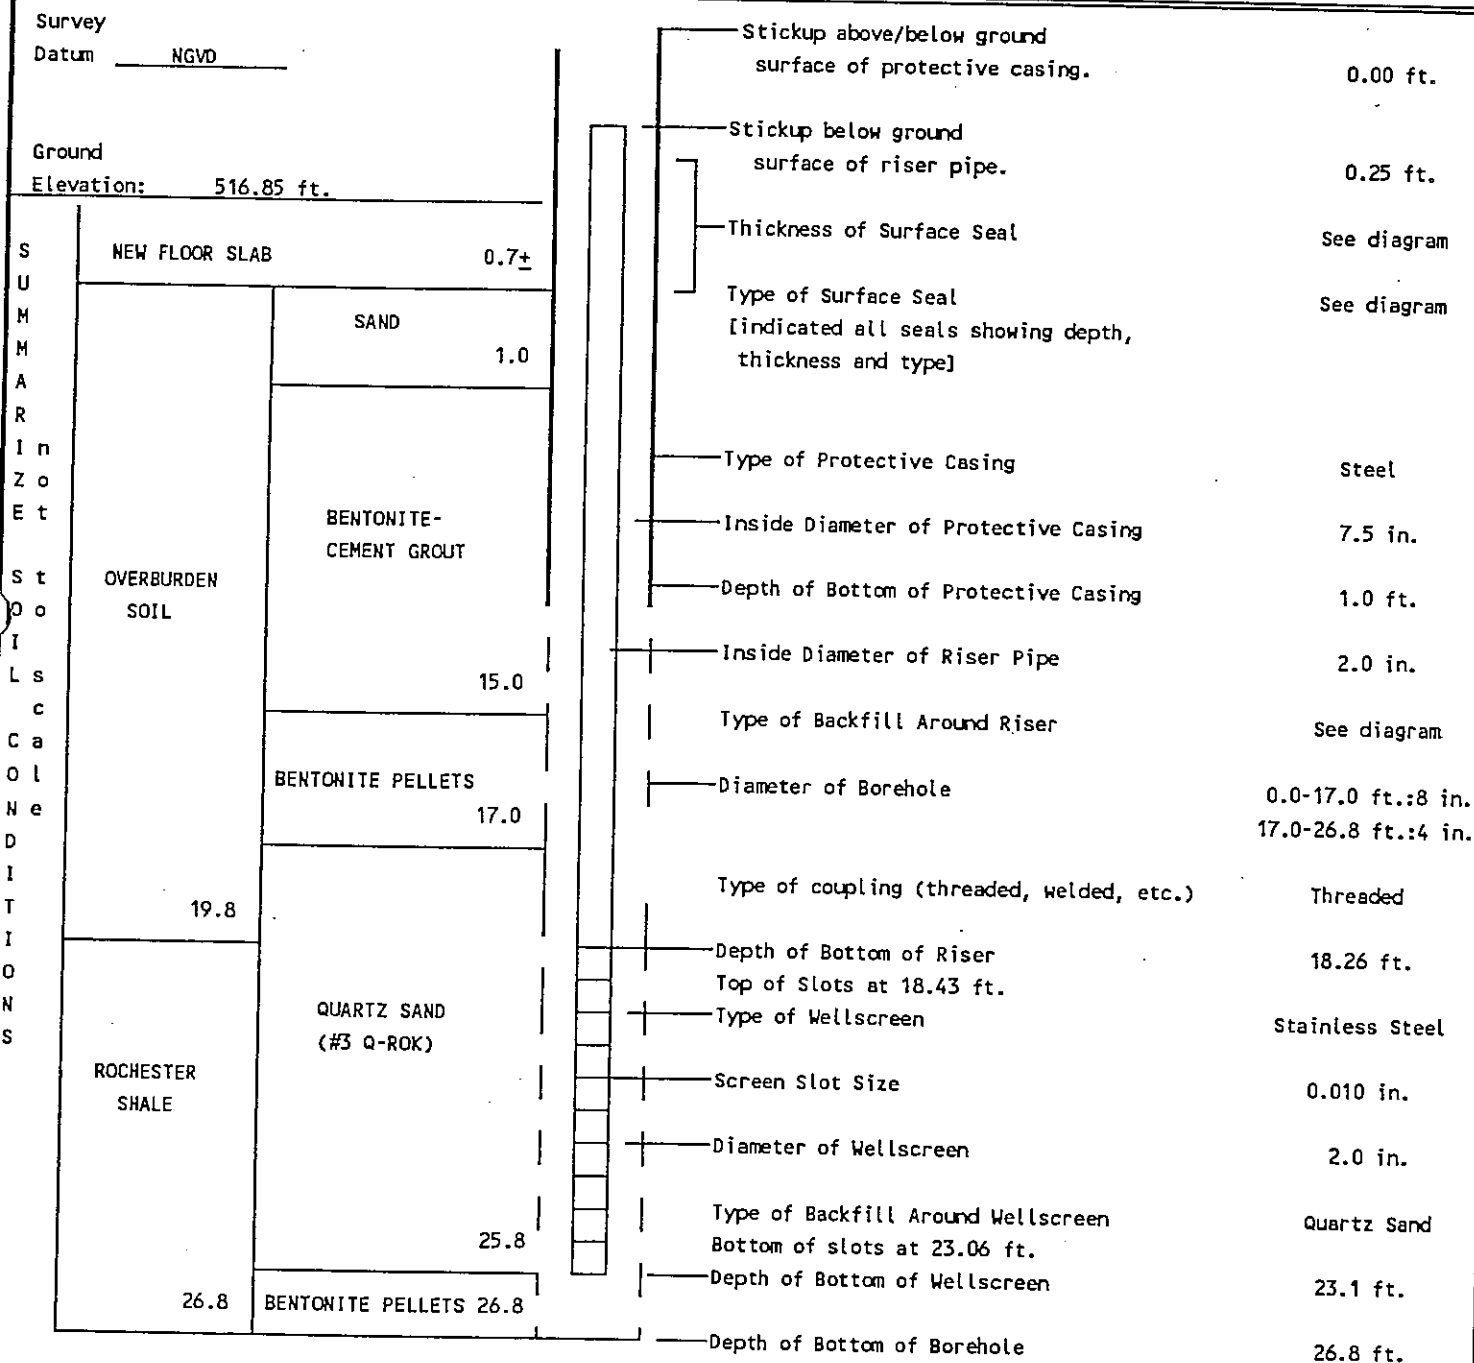 Survey
Datum NGVD
Ground
Elevation: 516.85 ft.
SUMMARIZE SOIL CONDITIONS
not to scale
NEW FLOOR SLAB 0.7±
OVERBURDEN
SOIL
19.8
ROCHESTER
SHALE
26.8
SAND
1.0
BENTONITE-
CEMENT GROUT
15.0
BENTONITE PELLETS
17.0
QUARTZ SAND
(#3 Q-ROK)
25.8
BENTONITE PELLETS 26.8
Stickup above/below ground
surface of protective casing. 0.00 ft.
Stickup below ground
surface of riser pipe. 0.25 ft.
Thickness of Surface Seal See diagram
Type of Surface Seal See diagram
[indicated all seals showing depth,
thickness and type]
Type of Protective Casing Steel
Inside Diameter of Protective Casing 7.5 in.
Depth of Bottom of Protective Casing 1.0 ft.
Inside Diameter of Riser Pipe 2.0 in.
Type of Backfill Around Riser See diagram
Diameter of Borehole 0.0-17.0 ft.:8 in.
17.0-26.8 ft.:4 in.
Type of coupling (threaded, welded, etc.) Threaded
Depth of Bottom of Riser 18.26 ft.
Top of Slots at 18.43 ft.
Type of Wellscreen Stainless Steel
Screen Slot Size 0.010 in.
Diameter of Wellscreen 2.0 in.
Type of Backfill Around Wellscreen Quartz Sand
Bottom of slots at 23.06 ft.
Depth of Bottom of Wellscreen 23.1 ft.
Depth of Bottom of Borehole 26.8 ft.